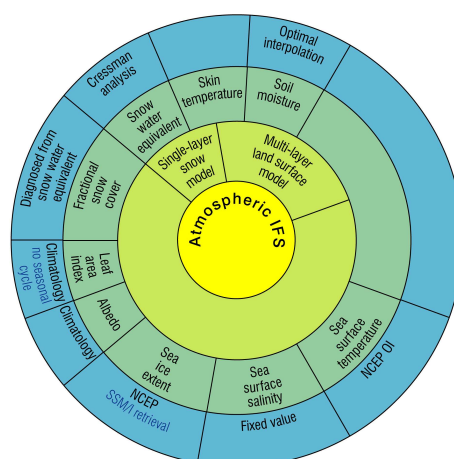 Optimal
interpolation
Cressman
analysis
Skin
temperature
Soil
moisture
Snow
water
equivalent
Diagnosed from
snow water
equivalent
Fractional
snow
cover
Single-layer
snow
model
Multi-layer
land surface
model
Atmospheric IFS
Leaf
area
index
Climatology
no seasonal
cycle
Albedo
Climatology
Sea
ice
extent
NCEP
SSM/I retrieval
Sea
surface
salinity
Fixed value
Sea
surface
temperature
NCEP OI